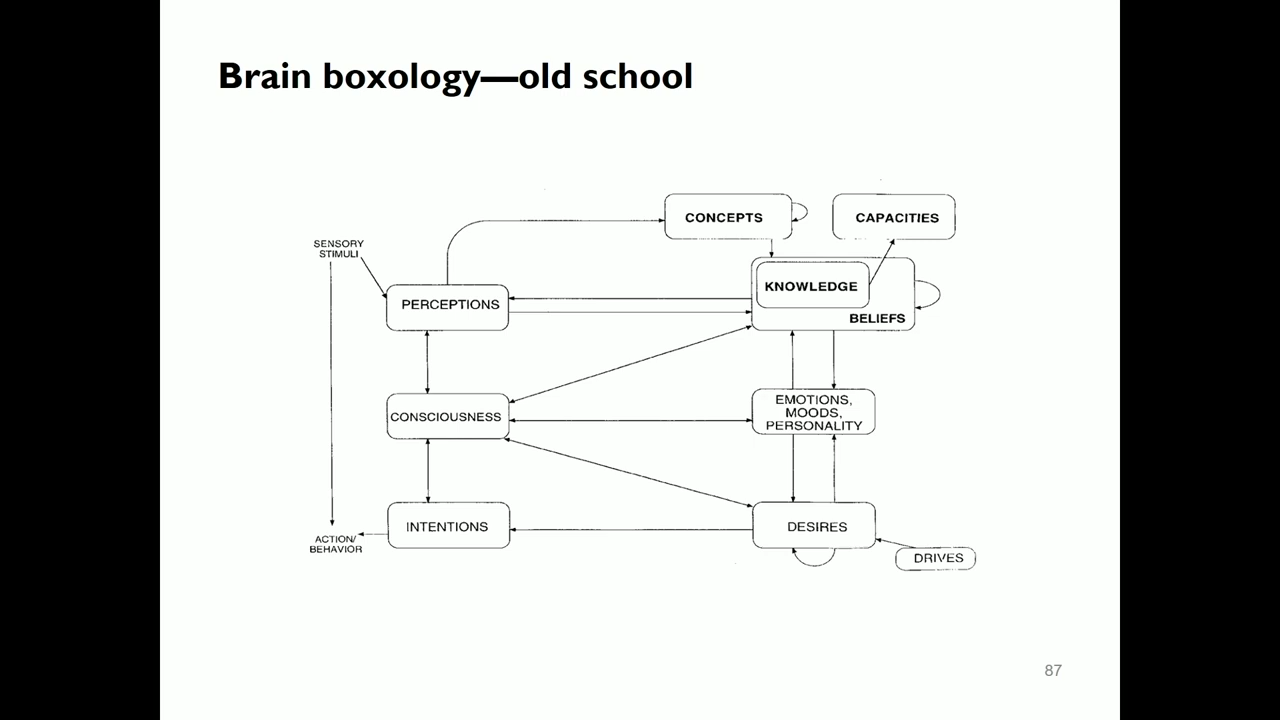 Brain boxology—old school
CONCEPTS
CAPACITIES
SENSORY
STIMULI
PERCEPTIONS
KNOWLEDGE
BELIEFS
CONSCIOUSNESS
EMOTIONS,
MOODS,
PERSONALITY
INTENTIONS
DESIRES
ACTION/
BEHAVIOR
DRIVES
87